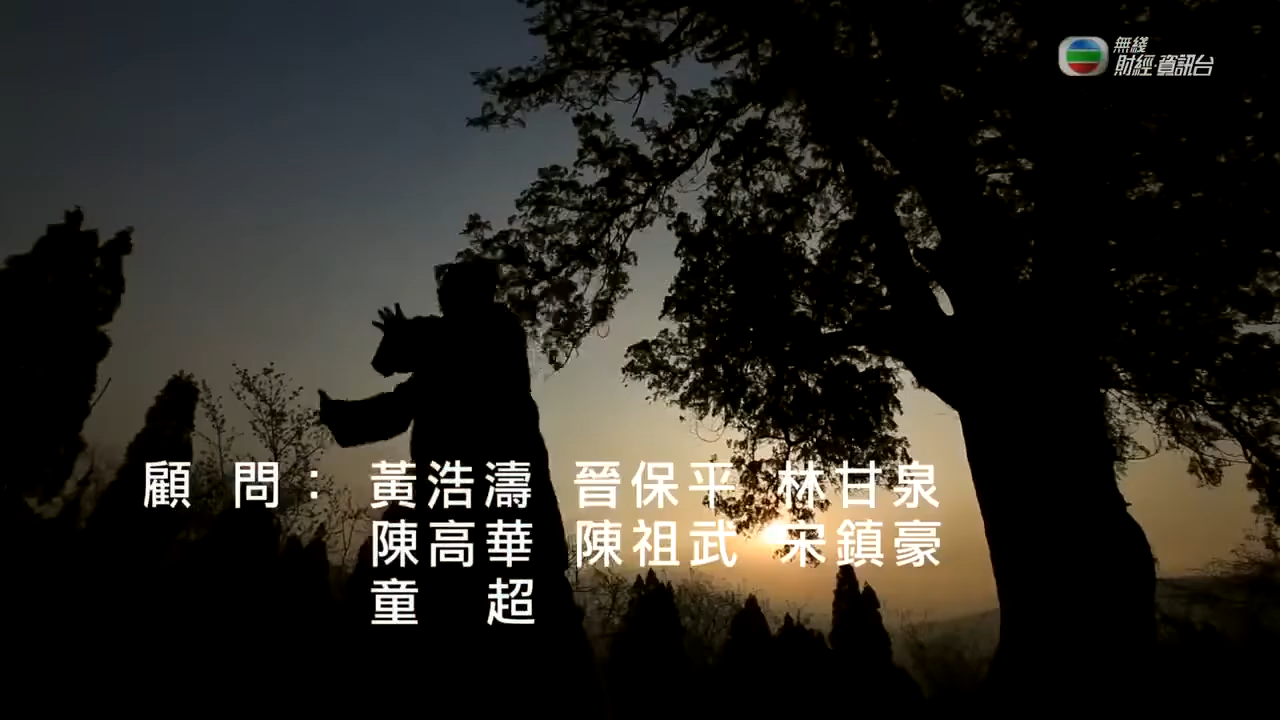 無綫
財經·資訊台
顧問：黃浩濤 晉保平 林甘泉
陳高華 陳祖武 宋鎮豪
童超